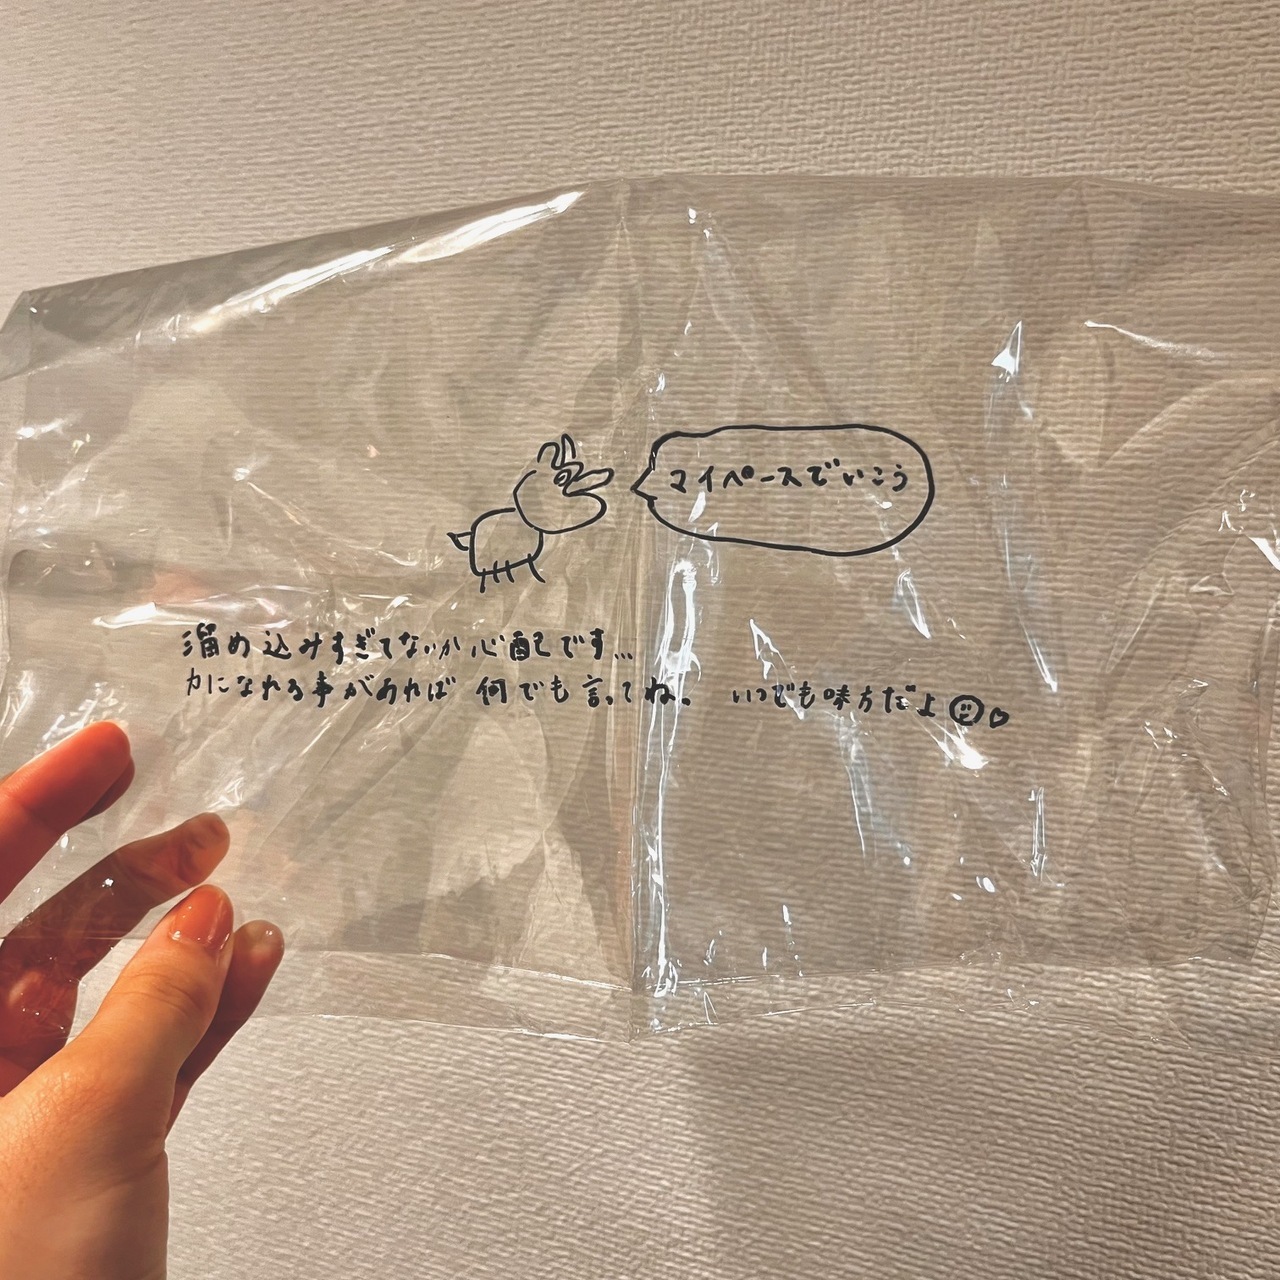 マイペースでいこう
溜め込みすぎてないか心配です...
力になれる事があれば 何でも言ってね。 いつでも味方だよ